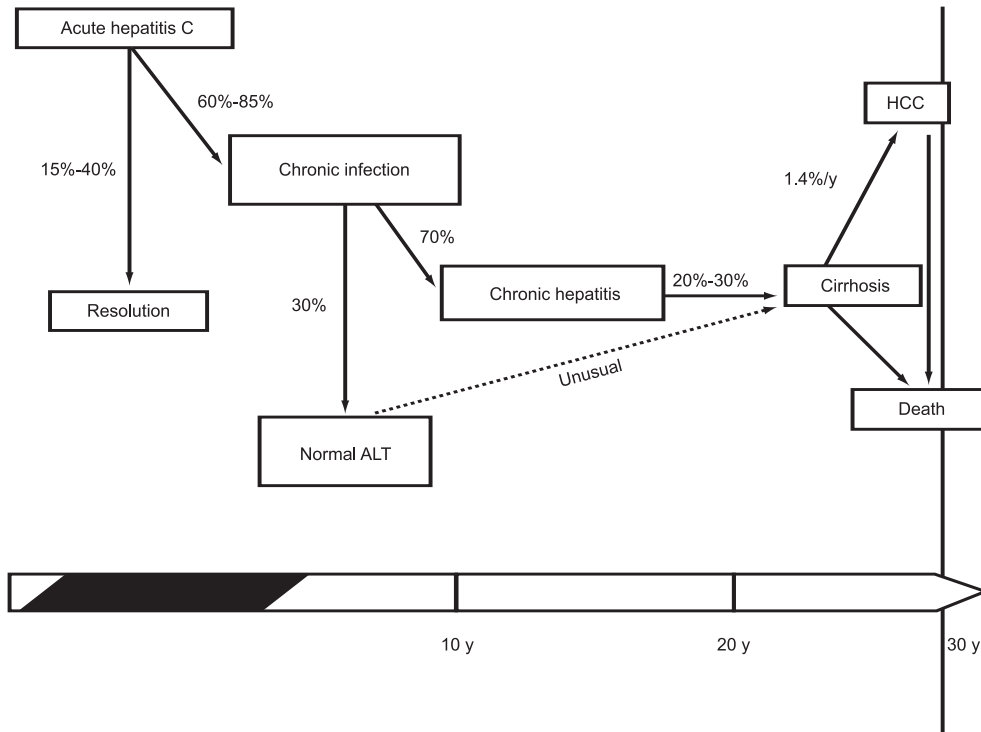 Acute hepatitis C
60%-85%
HCC
15%-40%
Chronic infection
1.4%/y
70%
20%-30%
Cirrhosis
Chronic hepatitis
Resolution
30%
Unusual
Death
Normal ALT
10 y
20 y
30 y